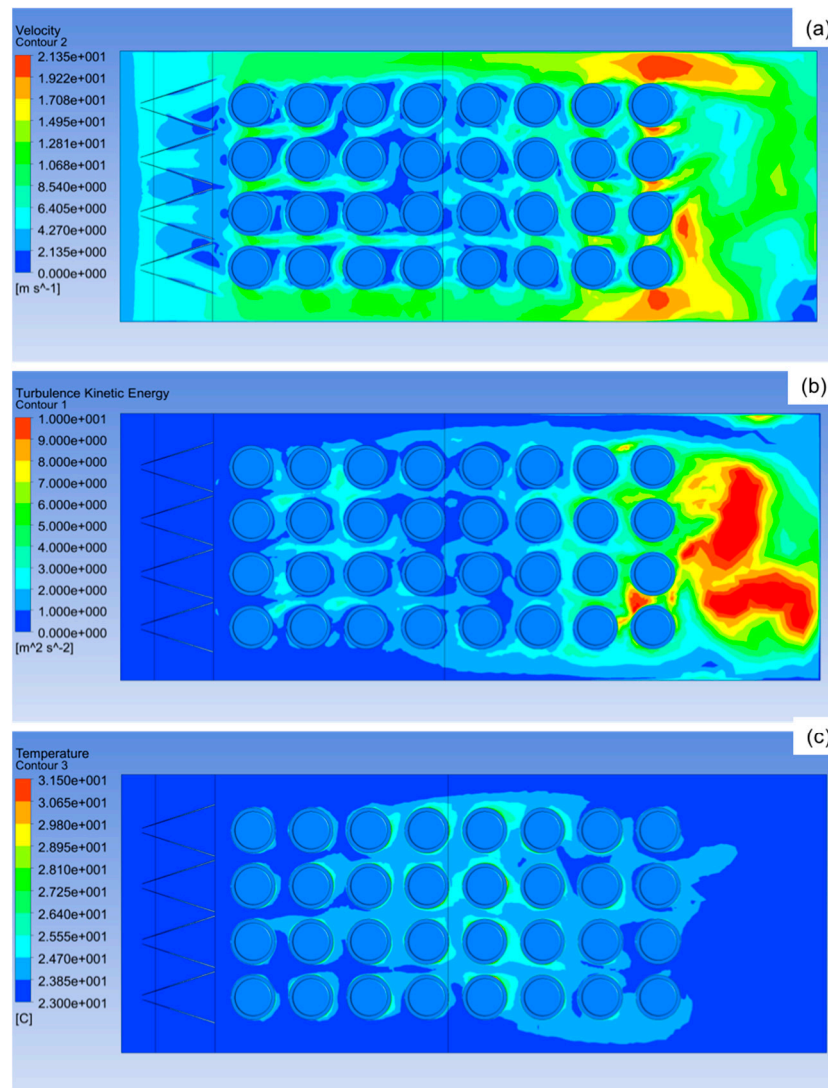 (a)
Velocity
Contour 2
2.135e+001
1.922e+001
1.708e+001
1.495e+001
1.281e+001
1.068e+001
8.540e+000
6.405e+000
4.270e+000
2.135e+000
0.000e+000
[m s^-1]
(b)
Turbulence Kinetic Energy
Contour 1
1.000e+001
9.000e+000
8.000e+000
7.000e+000
6.000e+000
5.000e+000
4.000e+000
3.000e+000
2.000e+000
1.000e+000
0.000e+000
[m^2 s^-2]
(c)
Temperature
Contour 3
3.150e+001
3.065e+001
2.980e+001
2.895e+001
2.810e+001
2.725e+001
2.640e+001
2.555e+001
2.470e+001
2.385e+001
2.300e+001
[C]